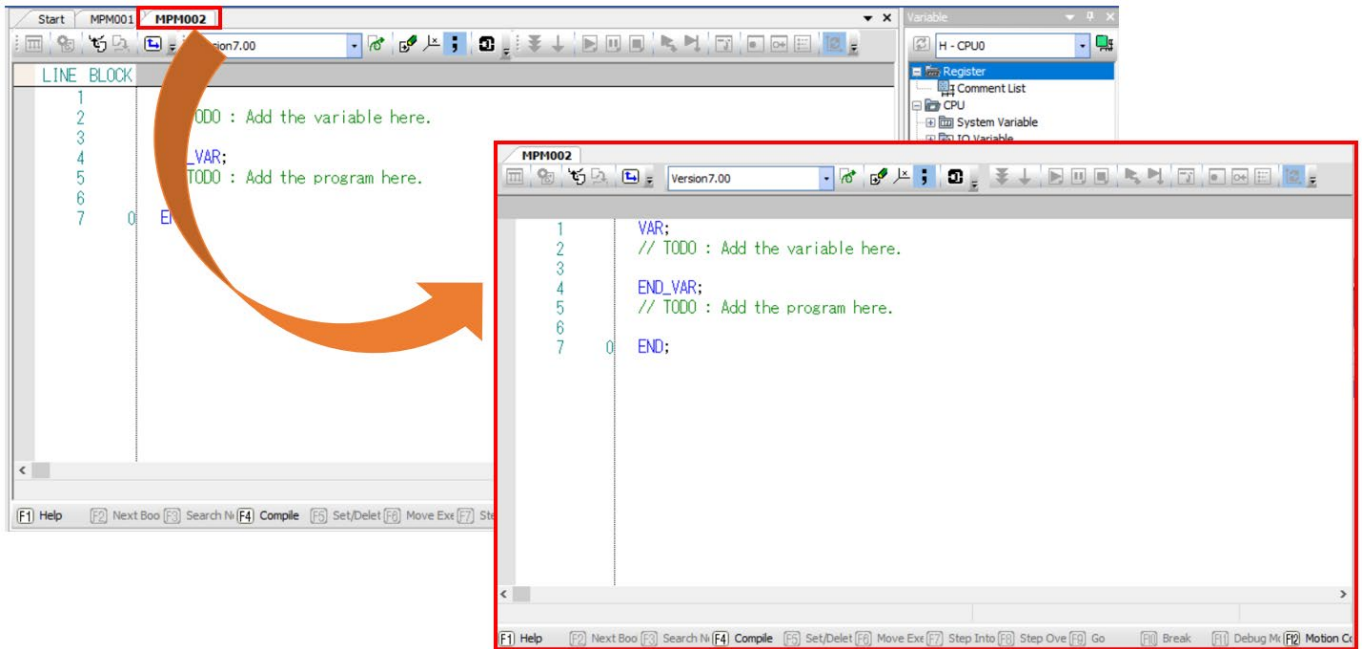 Start MPM001 MPM002
Variable
Version7.00
H - CPU0
LINE BLOCK
Register
Comment List
CPU
System Variable
IO Variable
1
2 TODO : Add the variable here.
3
4 _VAR;
5 TODO : Add the program here.
6
7 0
F1 Help F2 Next Boo F3 Search N F4 Compile F5 Set/Delet F6 Move Exe F7
MPM002
Version7.00
1 VAR;
2 // TODO : Add the variable here.
3
4 END_VAR;
5 // TODO : Add the program here.
6
7 0 END;
F1 Help F2 Next Boo F3 Search N F4 Compile F5 Set/Delet F6 Move Exe F7 Step Into F8 Step Ove F9 Go F10 Break F11 Debug F12 Motion